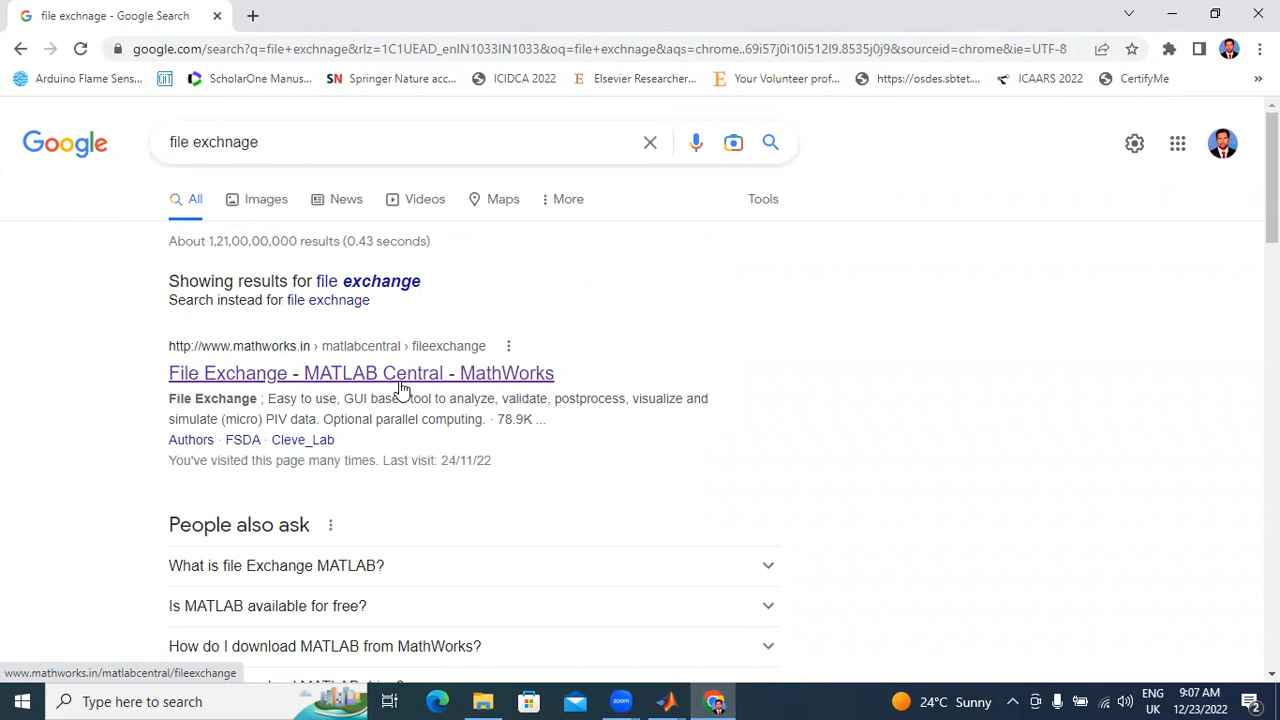 file exchnage - Google Search
google.com/search?q=file+exchnage&rlz=1C1UEAD_enIN1033IN1033&oq=file+exchnage&aqs=chrome..69i57j0i10i512l9.8535j0j9&sourceid=chrome&ie=UTF-8
Arduino Flame Sens... ScholarOne Manus... SN Springer Nature acc... ICIDCA 2022 E Elsevier Researcher... E Your Volunteer prof... https://osdes.sbtet.... ICAARS 2022 CertifyMe »
Google file exchnage
All Images News Videos Maps More Tools
About 1,21,00,00,000 results (0.43 seconds)
Showing results for file exchange
Search instead for file exchnage
http://www.mathworks.in › matlabcentral › fileexchange
File Exchange - MATLAB Central - MathWorks
File Exchange ; Easy to use, GUI based tool to analyze, validate, postprocess, visualize and
simulate (micro) PIV data. Optional parallel computing. · 78.9K ...
Authors · FSDA · Cleve_Lab
You've visited this page many times. Last visit: 24/11/22
People also ask
What is file Exchange MATLAB?
Is MATLAB available for free?
How do I download MATLAB from MathWorks?
www.mathworks.in/matlabcentral/fileexchange
Type here to search zoom 24°C Sunny ENG 9:07 AM
UK 12/23/2022 2